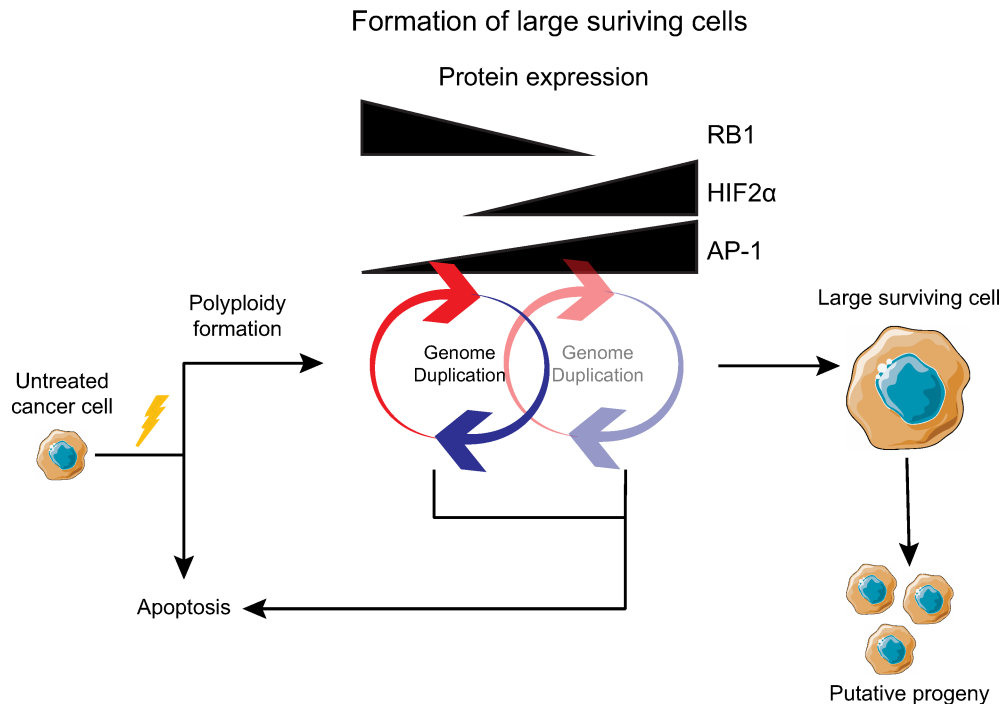 Formation of large suriving cells
Protein expression
RB1
HIF2α
AP-1
Polyploidy
formation
Genome
Duplication
Genome
Duplication
Large surviving cell
Untreated
cancer cell
Apoptosis
Putative progeny